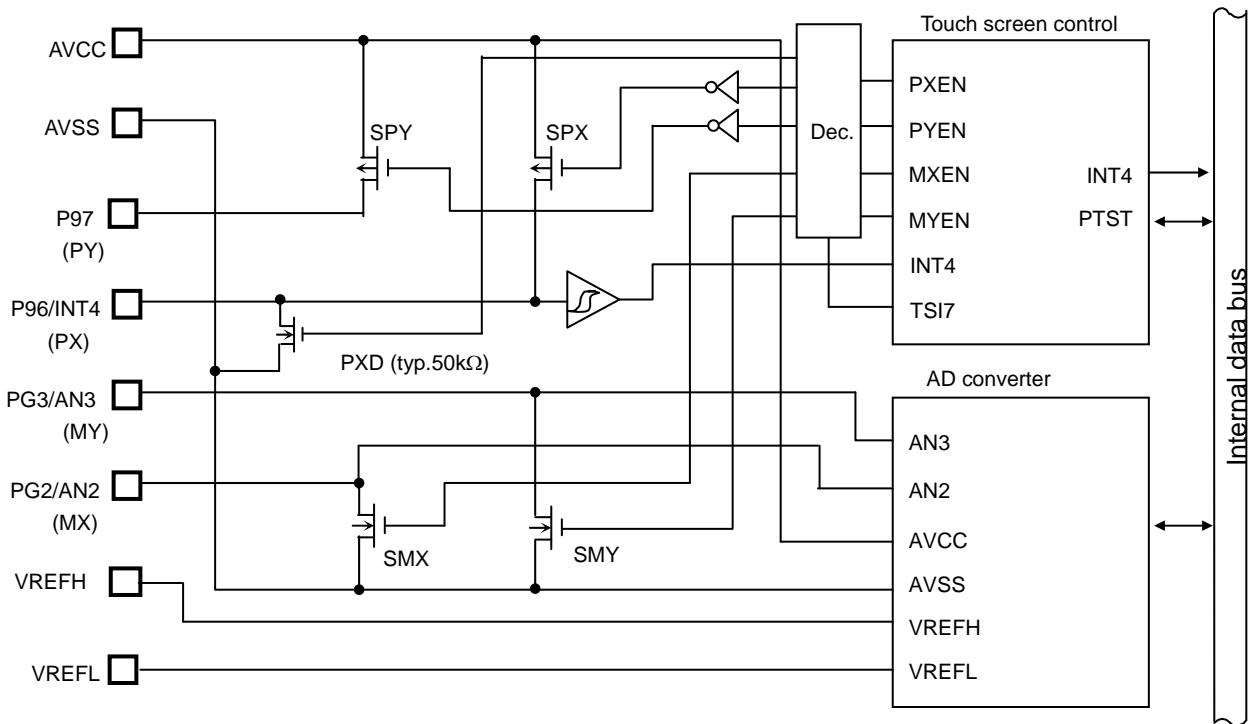 Touch screen control
AVCC
AVSS
P97
(PY)
P96/INT4
(PX)
PG3/AN3
(MY)
PG2/AN2
(MX)
VREFH
VREFL
SPY
SPX
PXD (typ.50kΩ)
SMX
SMY
Dec.
PXEN
PYEN
MXEN
MYEN
INT4
TSI7
INT4
PTST
AD converter
AN3
AN2
AVCC
AVSS
VREFH
VREFL
Internal data bus